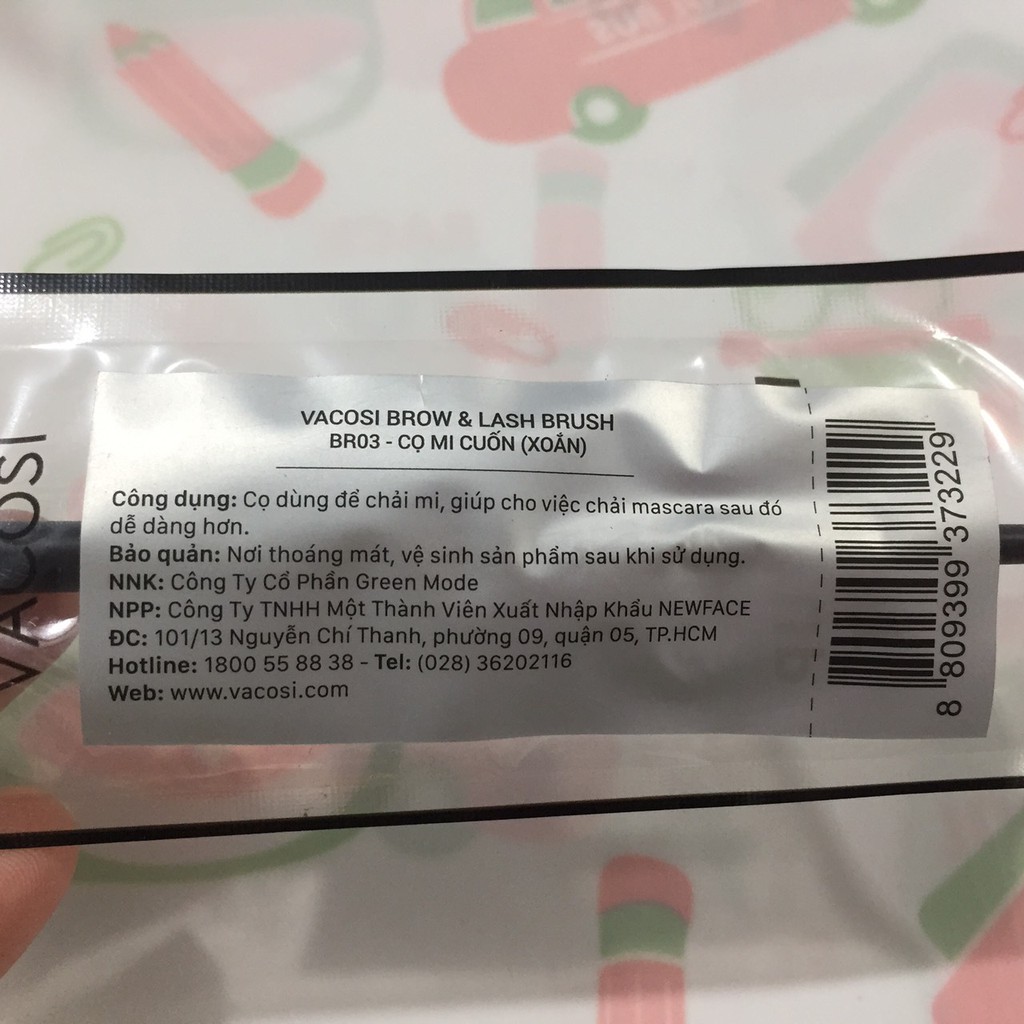 VACOSI
VACOSI BROW & LASH BRUSH
BR03 - CỌ MI CUỐN (XOẮN)
Công dụng: Cọ dùng để chải mi, giúp cho việc chải mascara sau đó
dễ dàng hơn.
Bảo quản: Nơi thoáng mát, vệ sinh sản phẩm sau khi sử dụng.
NNK: Công Ty Cổ Phần Green Mode
NPP: Công Ty TNHH Một Thành Viên Xuất Nhập Khẩu NEWFACE
ĐC: 101/13 Nguyễn Chí Thanh, phường 09, quận 05, TP.HCM
Hotline: 1800 55 88 38 - Tel: (028) 36202116
Web: www.vacosi.com
8 809399 373229